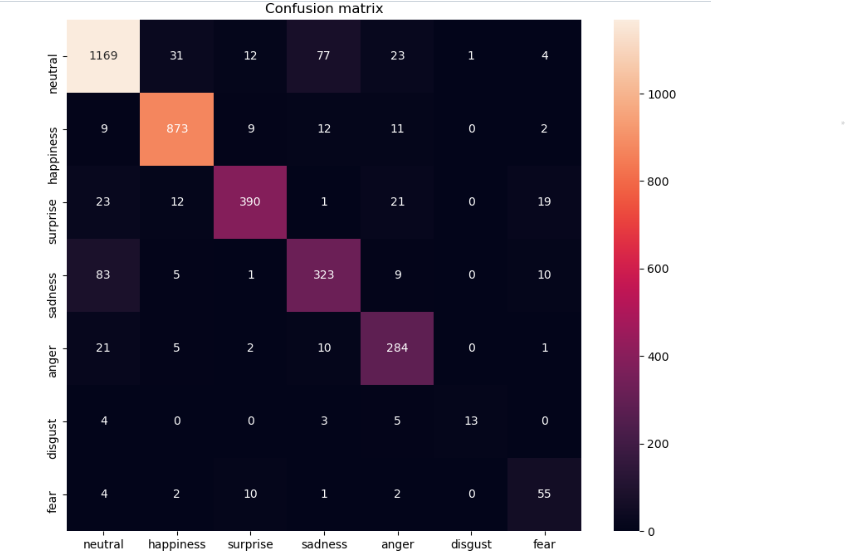 Confusion matrix
neutral 1169 31 12 77 23 1 4
happiness 9 873 9 12 11 0 2
surprise 23 12 390 1 21 0 19
sadness 83 5 1 323 9 0 10
anger 21 5 2 10 284 0 1
disgust 4 0 0 3 5 13 0
fear 4 2 10 1 2 0 55
neutral happiness surprise sadness anger disgust fear
1000
800
600
400
200
0